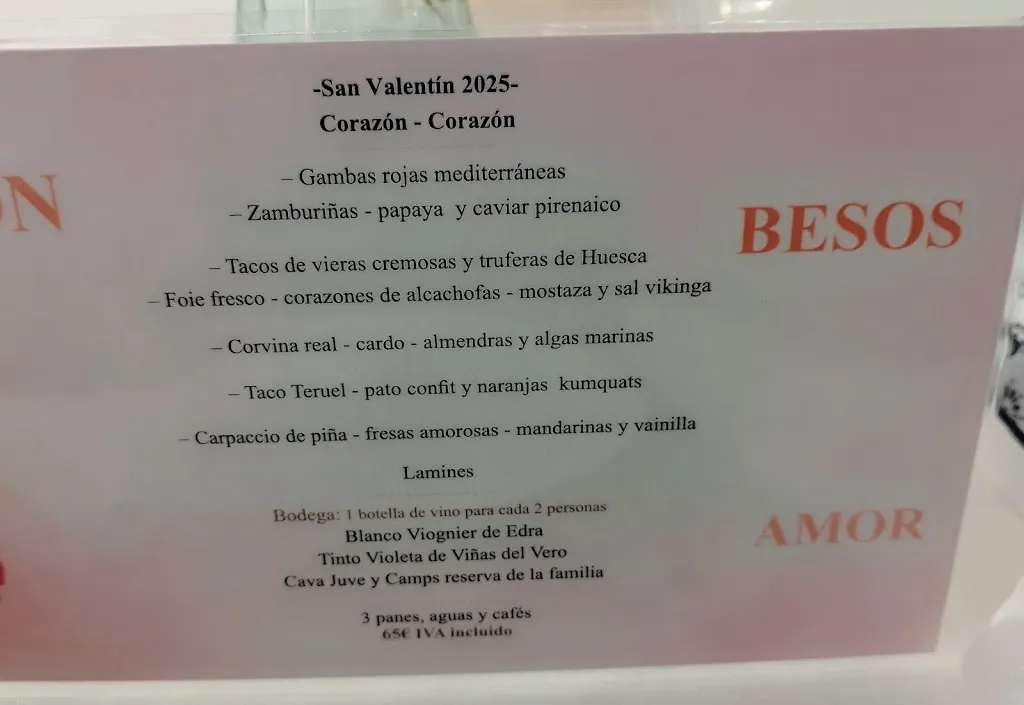 -San Valentín 2025-
Corazón - Corazón
– Gambas rojas mediterráneas
– Zamburiñas - papaya y caviar pirenaico
– Tacos de vieras cremosas y truferas de Huesca
– Foie fresco - corazones de alcachofas - mostaza y sal vikinga
– Corvina real - cardo - almendras y algas marinas
– Taco Teruel - pato confit y naranjas kumquats
– Carpaccio de piña - fresas amorosas - mandarinas y vainilla
Lamines
Bodega: 1 botella de vino para cada 2 personas
Blanco Viognier de Edra
Tinto Violeta de Viñas del Vero
Cava Juve y Camps reserva de la familia
3 panes, aguas y cafés
65€ IVA incluido
BESOS
AMOR